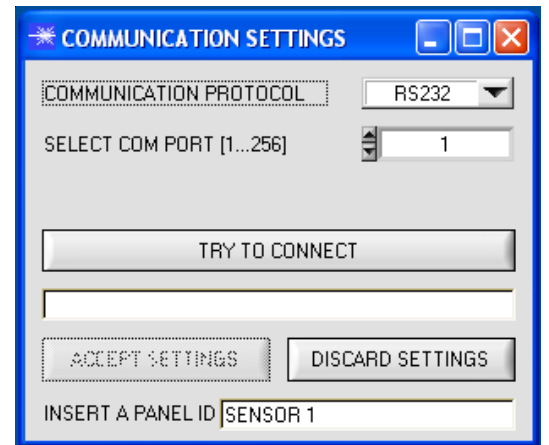 COMMUNICATION SETTINGS
COMMUNICATION PROTOCOL RS232
SELECT COM PORT [1...256] 1
TRY TO CONNECT
ACCEPT SETTINGS DISCARD SETTINGS
INSERT A PANEL ID SENSOR 1